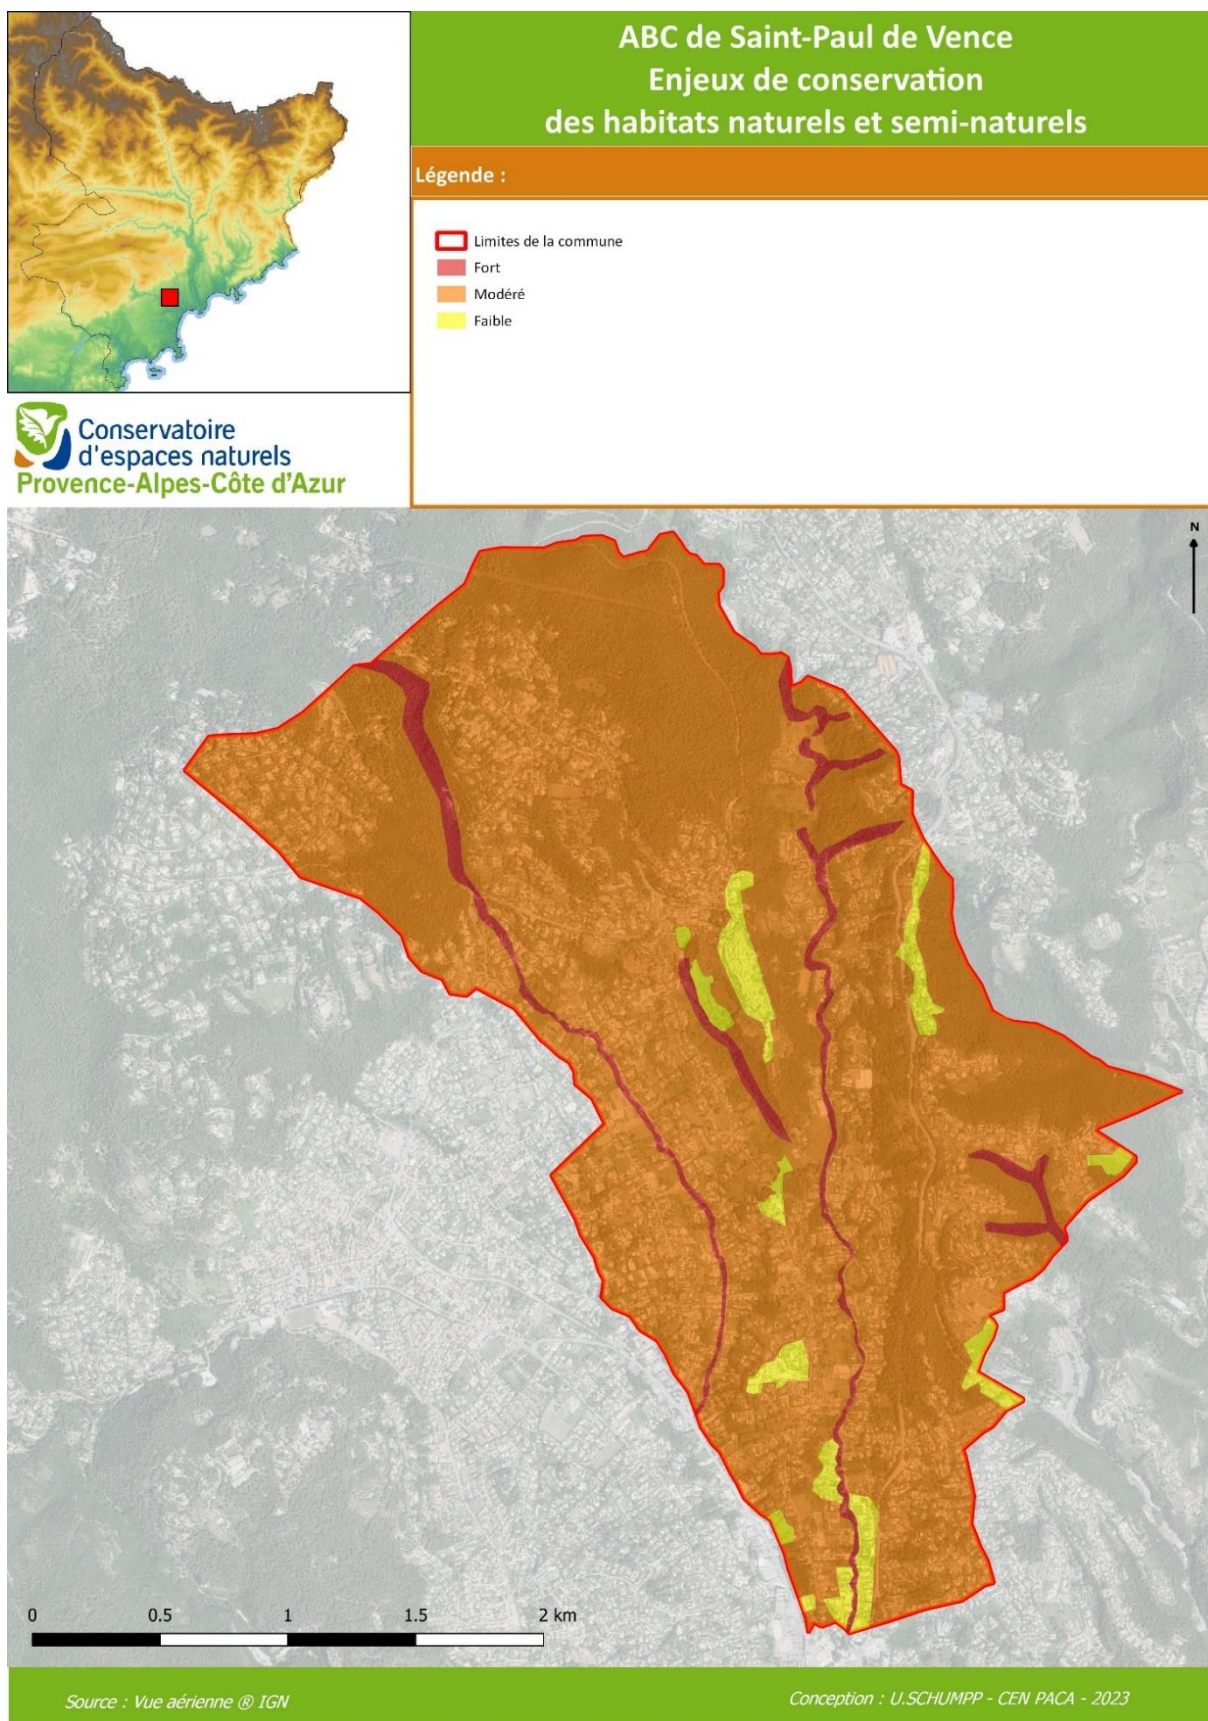 ABC de Saint-Paul de Vence
Enjeux de conservation
des habitats naturels et semi-naturels
Légende :
Limites de la commune
Fort
Modéré
Faible
Conservatoire
d'espaces naturels
Provence-Alpes-Côte d'Azur
N
0 0.5 1 1.5 2 km
Source : Vue aérienne ® IGN
Conception : U.SCHUMPP - CEN PACA - 2023